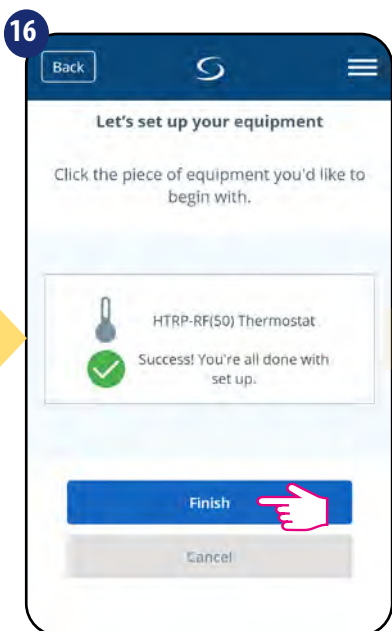 16
Back
Let's set up your equipment
Click the piece of equipment you'd like to
begin with.
HTRP-RF(50) Thermostat
Success! You're all done with
set up.
Finish
Cancel